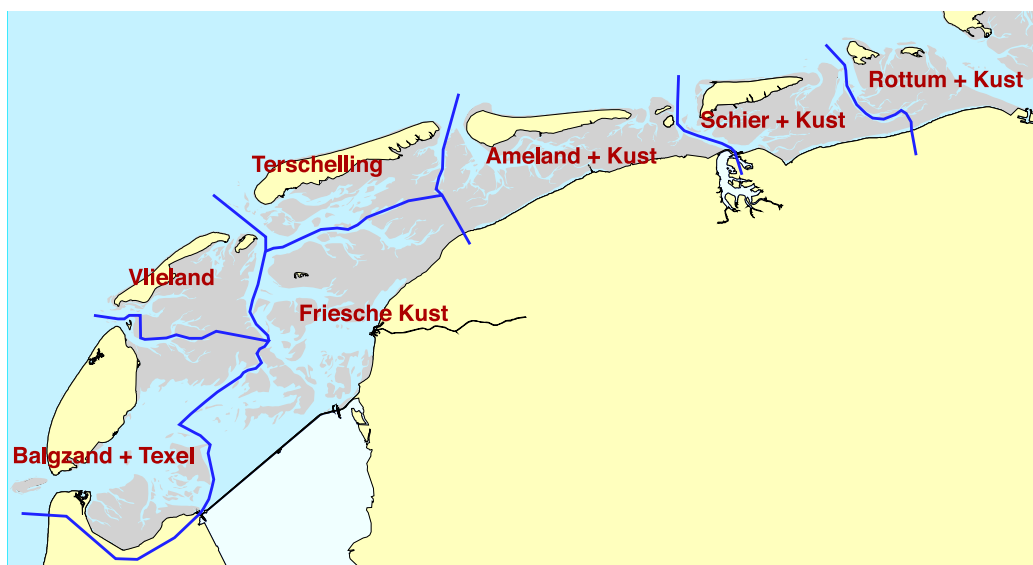 Rottum + Kust
Schier + Kust
Ameland + Kust
Terschelling
Vlieland
Friesche Kust
Balgzand + Texel